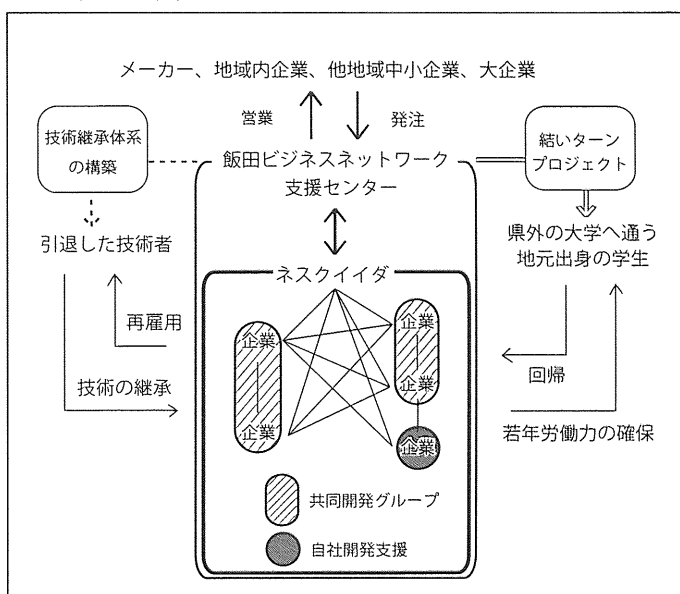 メーカー、地域内企業、他地域中小企業、大企業
営業
発注
技術継承体系
の構築
飯田ビジネスネットワーク
支援センター
結いターン
プロジェクト
引退した技術者
県外の大学へ通う
地元出身の学生
ネスクイイダ
再雇用
技術の継承
企業
企業
企業
企業
企業
回帰
若年労働力の確保
共同開発グループ
自社開発支援